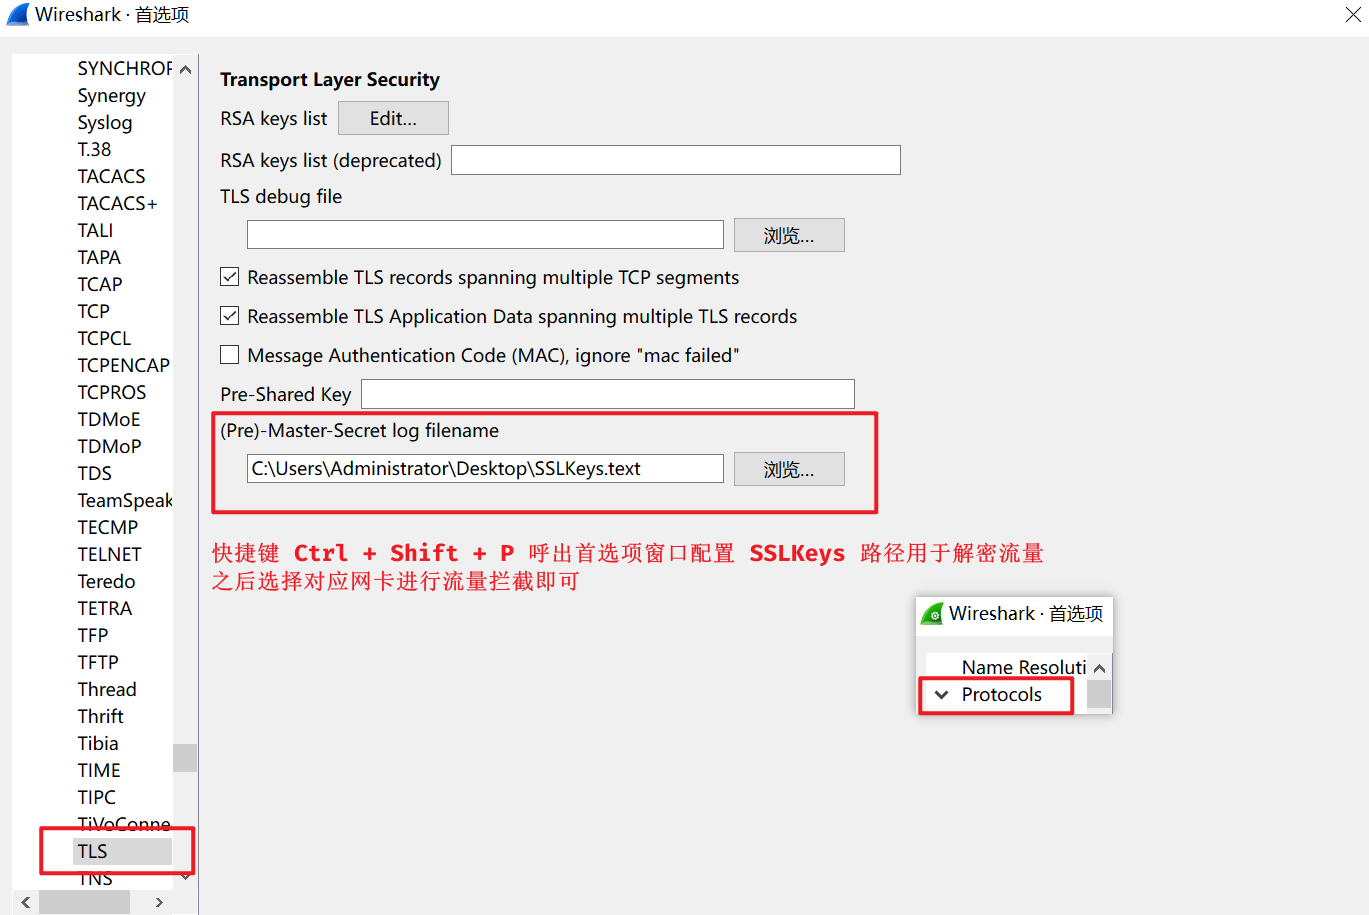 Wireshark · 首选项
SYNCHROP
Synergy
Syslog
T.38
TACACS
TACACS+
TALI
TAPA
TCAP
TCP
TCPCL
TCPENCAP
TCPROS
TDMoE
TDMoP
TDS
TeamSpeak
TECMP
TELNET
Teredo
TETRA
TFP
TFTP
Thread
Thrift
Tibia
TIME
TIPC
TiVoConne
TLS
TNS
Transport Layer Security
RSA keys list Edit...
RSA keys list (deprecated)
TLS debug file
浏览...
Reassemble TLS records spanning multiple TCP segments
Reassemble TLS Application Data spanning multiple TLS records
Message Authentication Code (MAC), ignore "mac failed"
Pre-Shared Key
(Pre)-Master-Secret log filename
C:\Users\Administrator\Desktop\SSLKeys.text 浏览...
快捷键 Ctrl + Shift + P 呼出首选项窗口配置 SSLKeys 路径用于解密流量
之后选择对应网卡进行流量拦截即可
Wireshark · 首选项
Name Resoluti
Protocols